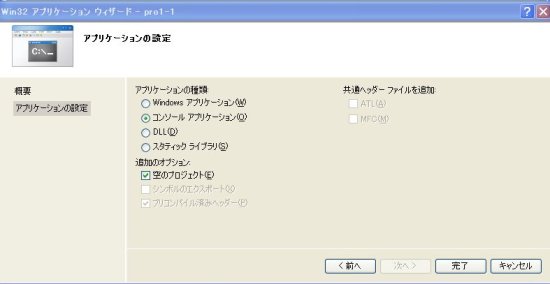 Win32 アプリケーション ウィザード - pro1-1
C:\_
アプリケーションの設定
概要
アプリケーションの設定
アプリケーションの種類:
Windows アプリケーション(W)
コンソール アプリケーション(O)
DLL(D)
スタティック ライブラリ(S)
追加のオプション:
空のプロジェクト(E)
シンボルのエクスポート(X)
プリコンパイル済みヘッダー(P)
共通ヘッダー ファイルを追加:
ATL(A)
MFC(M)
< 前へ
次へ >
完了
キャンセル